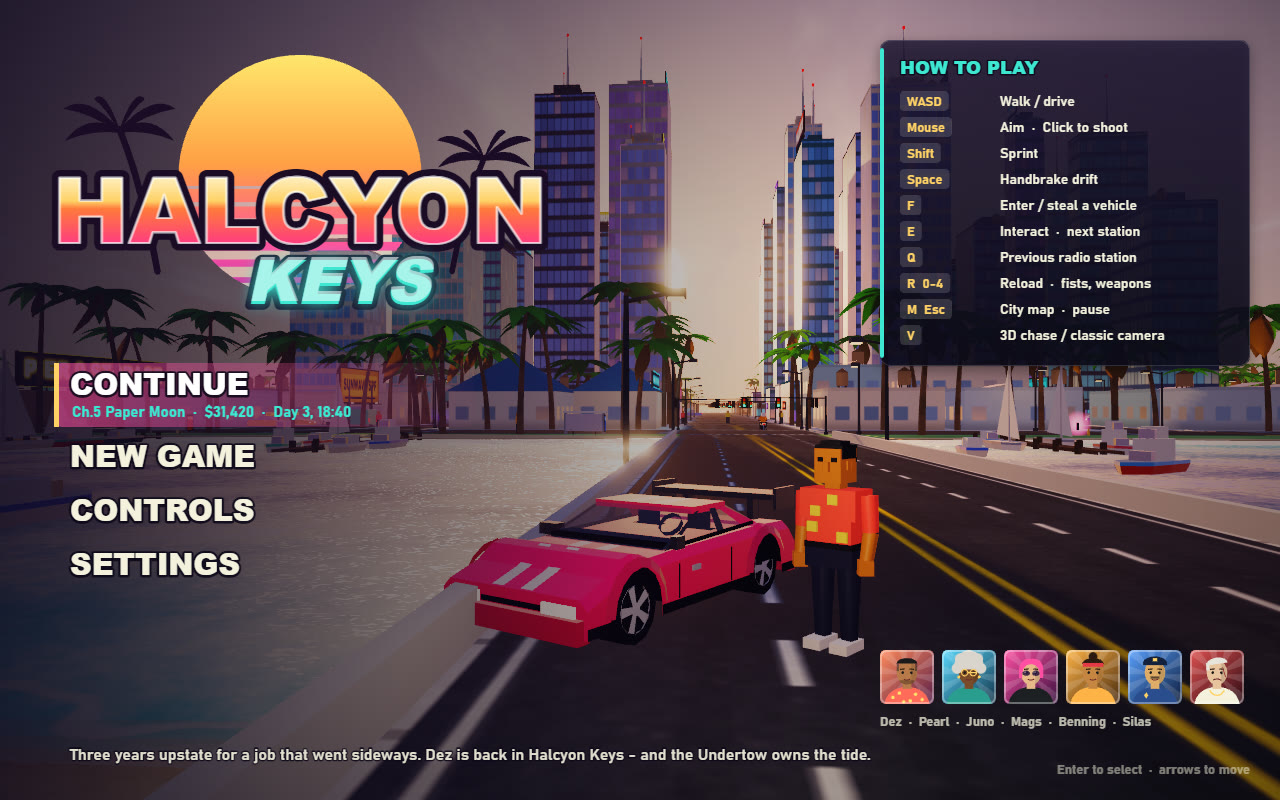 HALCYON
KEYS
CONTINUE
Ch.5 Paper Moon · $31,420 · Day 3, 18:40
NEW GAME
CONTROLS
SETTINGS
HOW TO PLAY
WASD Walk / drive
Mouse Aim · Click to shoot
Shift Sprint
Space Handbrake drift
F Enter / steal a vehicle
E Interact · next station
Q Previous radio station
R 0-4 Reload · fists, weapons
M Esc City map · pause
V 3D chase / classic camera
Dez · Pearl · Juno · Mags · Benning · Silas
Three years upstate for a job that went sideways. Dez is back in Halcyon Keys - and the Undertow owns the tide.
Enter to select · arrows to move